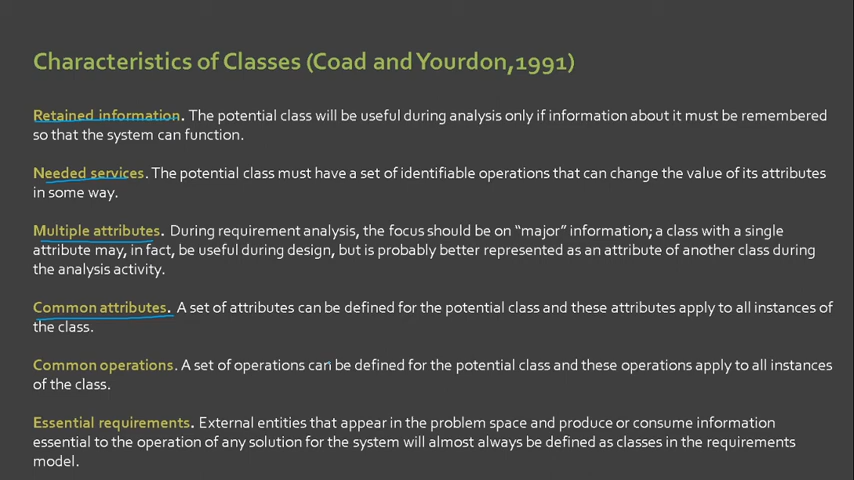 Characteristics of Classes (Coad and Yourdon,1991)
Retained information. The potential class will be useful during analysis only if information about it must be remembered
so that the system can function.
Needed services. The potential class must have a set of identifiable operations that can change the value of its attributes
in some way.
Multiple attributes. During requirement analysis, the focus should be on “major” information; a class with a single
attribute may, in fact, be useful during design, but is probably better represented as an attribute of another class during
the analysis activity.
Common attributes. A set of attributes can be defined for the potential class and these attributes apply to all instances of
the class.
Common operations. A set of operations can be defined for the potential class and these operations apply to all instances
of the class.
Essential requirements. External entities that appear in the problem space and produce or consume information
essential to the operation of any solution for the system will almost always be defined as classes in the requirements
model.